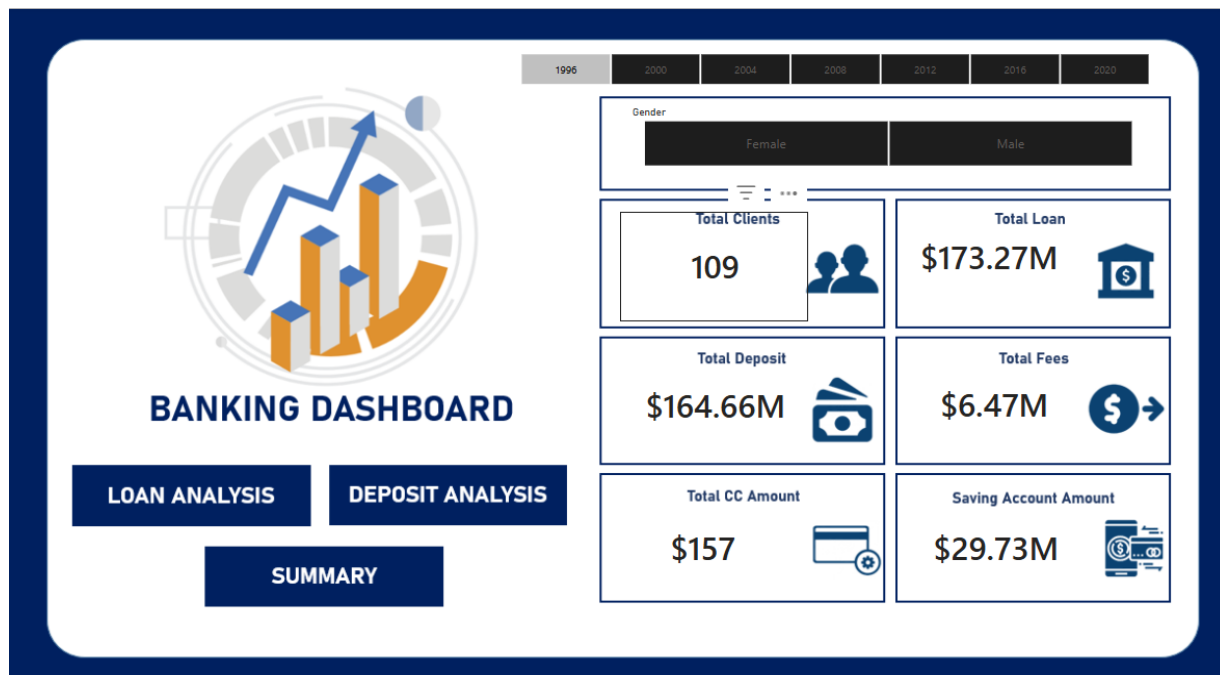 1996 2000 2004 2008 2012 2016 2020
Gender
Female Male
Total Clients
109
Total Loan
$173.27M
Total Deposit
$164.66M
Total Fees
$6.47M
Total CC Amount
$157
Saving Account Amount
$29.73M
BANKING DASHBOARD
LOAN ANALYSIS
DEPOSIT ANALYSIS
SUMMARY